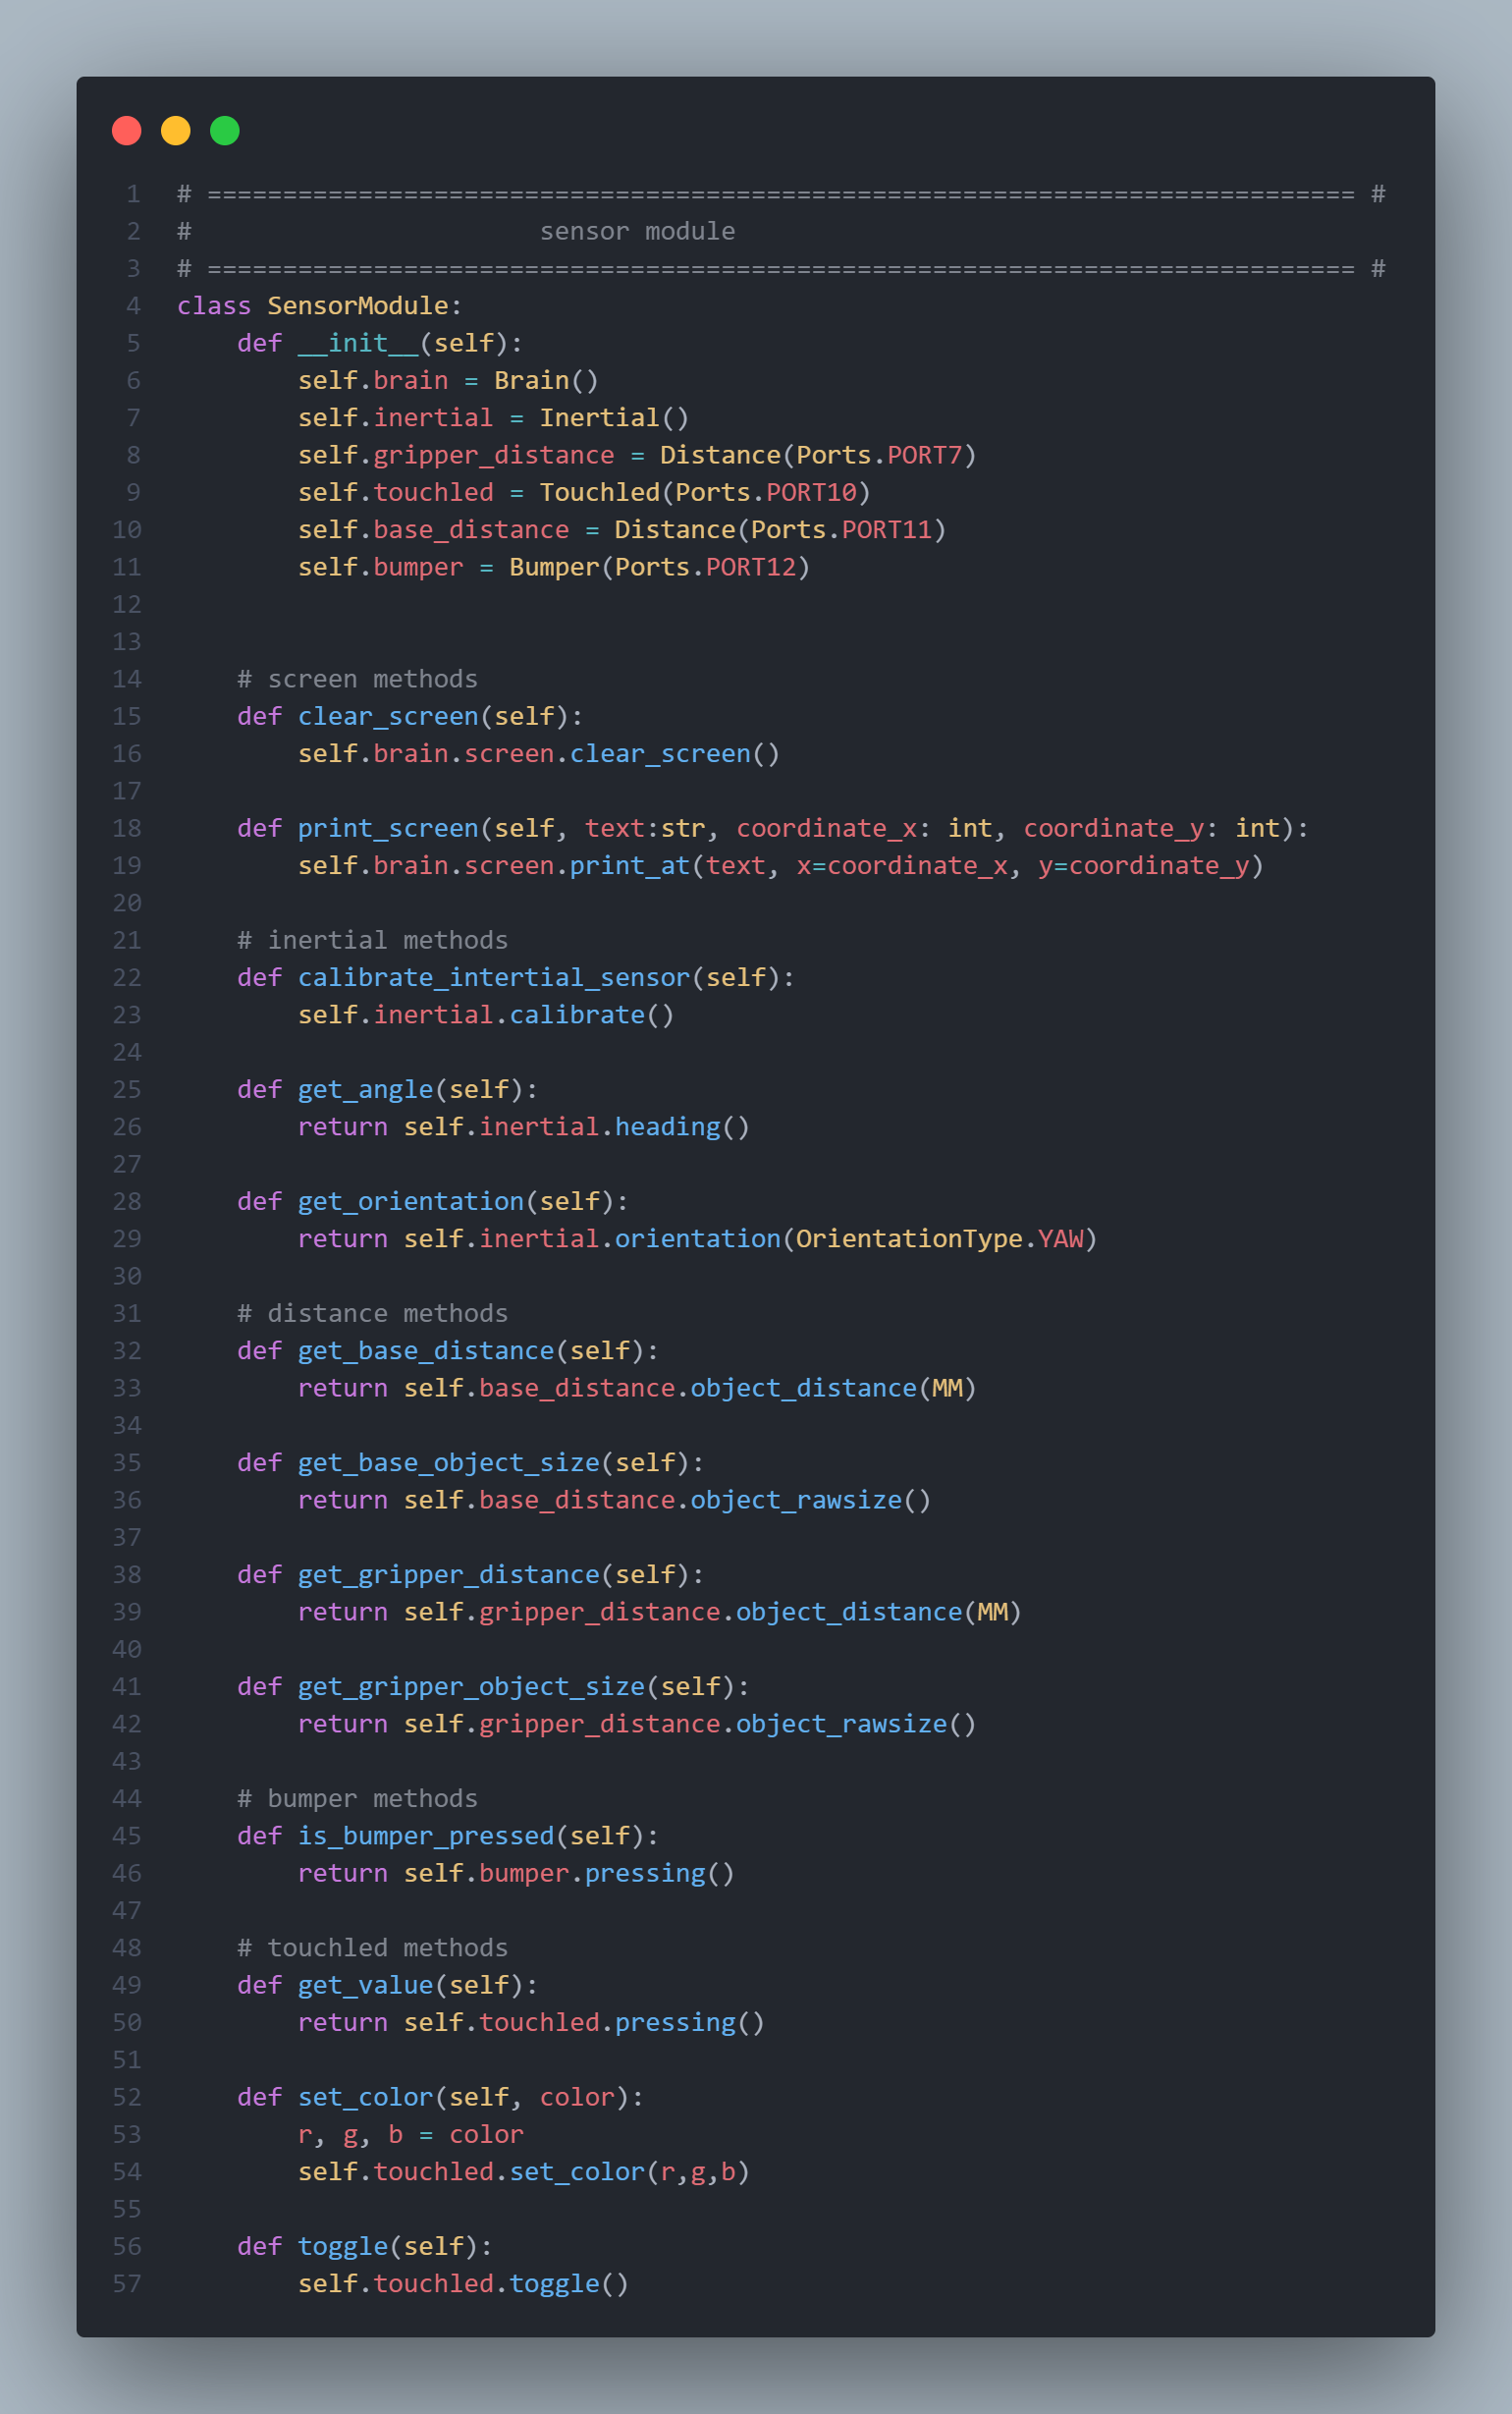 1 # ============================================================================ #
2 #                       sensor module
3 # ============================================================================ #
4 class SensorModule:
5     def __init__(self):
6         self.brain = Brain()
7         self.inertial = Inertial()
8         self.gripper_distance = Distance(Ports.PORT7)
9         self.touchled = Touchled(Ports.PORT10)
10         self.base_distance = Distance(Ports.PORT11)
11         self.bumper = Bumper(Ports.PORT12)
12
13
14     # screen methods
15     def clear_screen(self):
16         self.brain.screen.clear_screen()
17
18     def print_screen(self, text:str, coordinate_x: int, coordinate_y: int):
19         self.brain.screen.print_at(text, x=coordinate_x, y=coordinate_y)
20
21     # inertial methods
22     def calibrate_intertial_sensor(self):
23         self.inertial.calibrate()
24
25     def get_angle(self):
26         return self.inertial.heading()
27
28     def get_orientation(self):
29         return self.inertial.orientation(OrientationType.YAW)
30
31     # distance methods
32     def get_base_distance(self):
33         return self.base_distance.object_distance(MM)
34
35     def get_base_object_size(self):
36         return self.base_distance.object_rawsize()
37
38     def get_gripper_distance(self):
39         return self.gripper_distance.object_distance(MM)
40
41     def get_gripper_object_size(self):
42         return self.gripper_distance.object_rawsize()
43
44     # bumper methods
45     def is_bumper_pressed(self):
46         return self.bumper.pressing()
47
48     # touchled methods
49     def get_value(self):
50         return self.touchled.pressing()
51
52     def set_color(self, color):
53         r, g, b = color
54         self.touchled.set_color(r,g,b)
55
56     def toggle(self):
57         self.touchled.toggle()